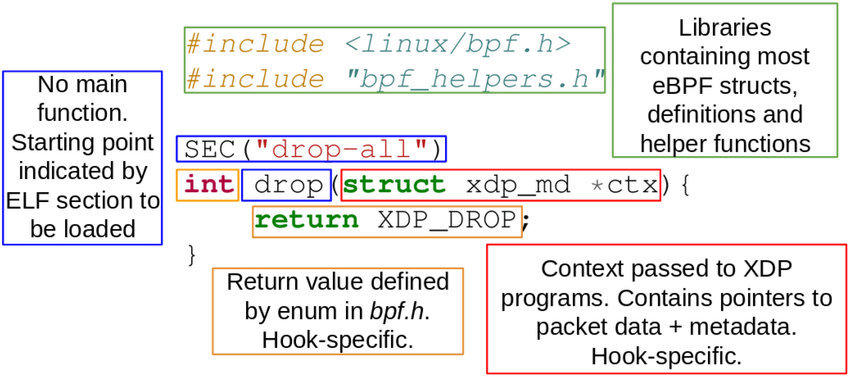 #include <linux/bpf.h>
#include "bpf_helpers.h"
Libraries
containing most
eBPF structs,
definitions and
helper functions
No main
function.
Starting point
indicated by
ELF section to
be loaded
SEC("drop-all")
int drop(struct xdp_md *ctx){
return XDP_DROP;
}
Return value defined
by enum in bpf.h.
Hook-specific.
Context passed to XDP
programs. Contains pointers to
packet data + metadata.
Hook-specific.